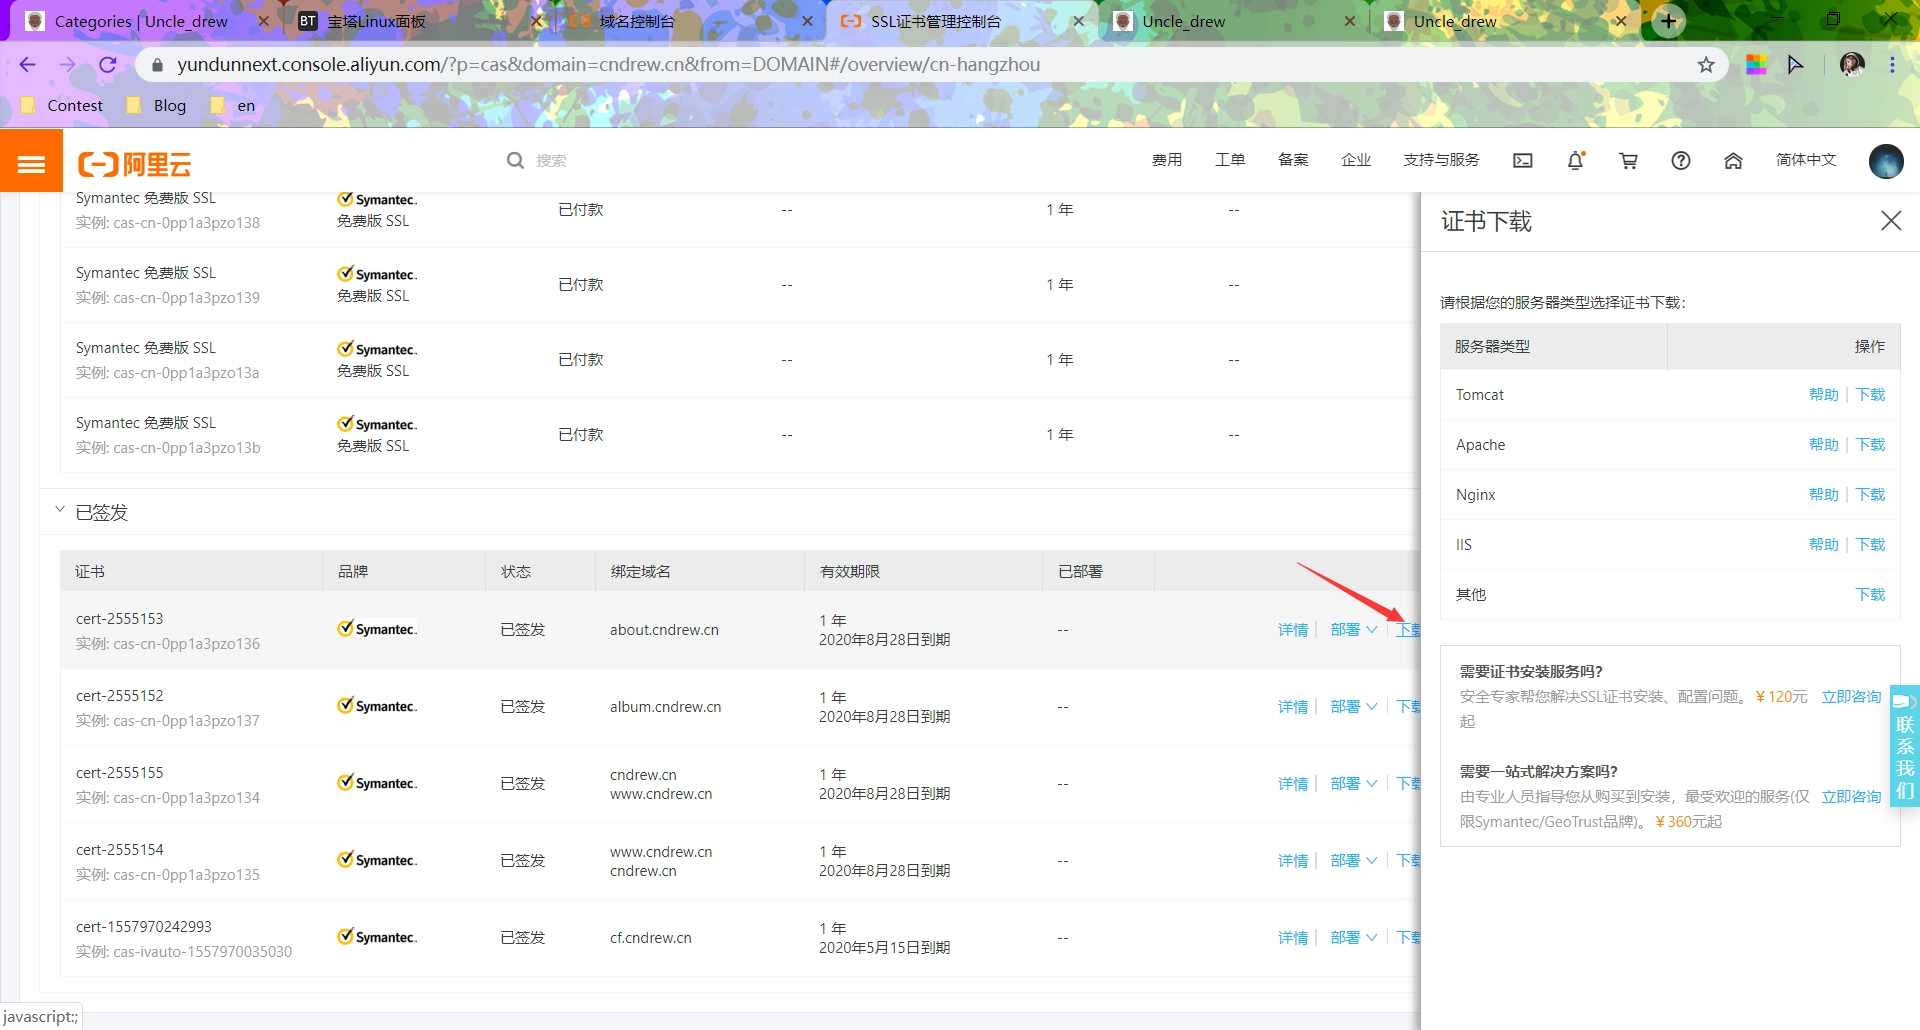 Categories | Uncle_drew
BT 宝塔Linux面板
域名控制台
SSL证书管理控制台
Uncle_drew
Uncle_drew
yundunnext.console.aliyun.com/?p=cas&domain=cndrew.cn&from=DOMAIN#/overview/cn-hangzhou
Contest
Blog
en
阿里云
搜索
费用 工单 备案 企业 支持与服务 简体中文
Symantec 免费版 SSL
实例: cas-cn-0pp1a3pzo138
Symantec.
免费版 SSL
已付款 -- 1 年 --
Symantec 免费版 SSL
实例: cas-cn-0pp1a3pzo139
Symantec.
免费版 SSL
已付款 -- 1 年 --
Symantec 免费版 SSL
实例: cas-cn-0pp1a3pzo13a
Symantec.
免费版 SSL
已付款 -- 1 年 --
Symantec 免费版 SSL
实例: cas-cn-0pp1a3pzo13b
Symantec.
免费版 SSL
已付款 -- 1 年 --
已签发
证书 品牌 状态 绑定域名 有效期限 已部署
cert-2555153
实例: cas-cn-0pp1a3pzo136
Symantec.
已签发
about.cndrew.cn
1 年
2020年8月28日到期
--
详情 部署 下载
cert-2555152
实例: cas-cn-0pp1a3pzo137
Symantec.
已签发
album.cndrew.cn
1 年
2020年8月28日到期
--
详情 部署 下载
cert-2555155
实例: cas-cn-0pp1a3pzo134
Symantec.
已签发
cndrew.cn
www.cndrew.cn
1 年
2020年8月28日到期
--
详情 部署 下载
cert-2555154
实例: cas-cn-0pp1a3pzo135
Symantec.
已签发
www.cndrew.cn
cndrew.cn
1 年
2020年8月28日到期
--
详情 部署 下载
cert-1557970242993
实例: cas-ivauto-1557970035030
Symantec.
已签发
cf.cndrew.cn
1 年
2020年5月15日到期
--
详情 部署 下载
证书下载
请根据您的服务器类型选择证书下载:
服务器类型 操作
Tomcat 帮助 下载
Apache 帮助 下载
Nginx 帮助 下载
IIS 帮助 下载
其他 下载
需要证书安装服务吗?
安全专家帮您解决SSL证书安装、配置问题。 ¥120元
起
立即咨询
需要一站式解决方案吗?
由专业人员指导您从购买到安装，最受欢迎的服务(仅
限Symantec/GeoTrust品牌)。 ¥360元起
立即咨询
联系我们
javascript:;